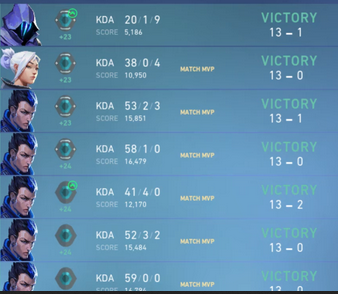 KDA 20/1/9 VICTORY
+23 SCORE 5,186 13 – 1
KDA 38/0/4 VICTORY
+23 SCORE 10,950 MATCH MVP 13 – 0
KDA 53/2/3 VICTORY
+23 SCORE 15,851 MATCH MVP 13 – 1
KDA 58/1/0 VICTORY
+24 SCORE 16,479 MATCH MVP 13 – 0
KDA 41/4/0 VICTORY
+24 SCORE 12,170 MATCH MVP 13 – 2
KDA 52/3/2 VICTORY
+24 SCORE 15,484 MATCH MVP 13 – 0
KDA 59/0/0 VICTORY
SCORE MATCH MVP